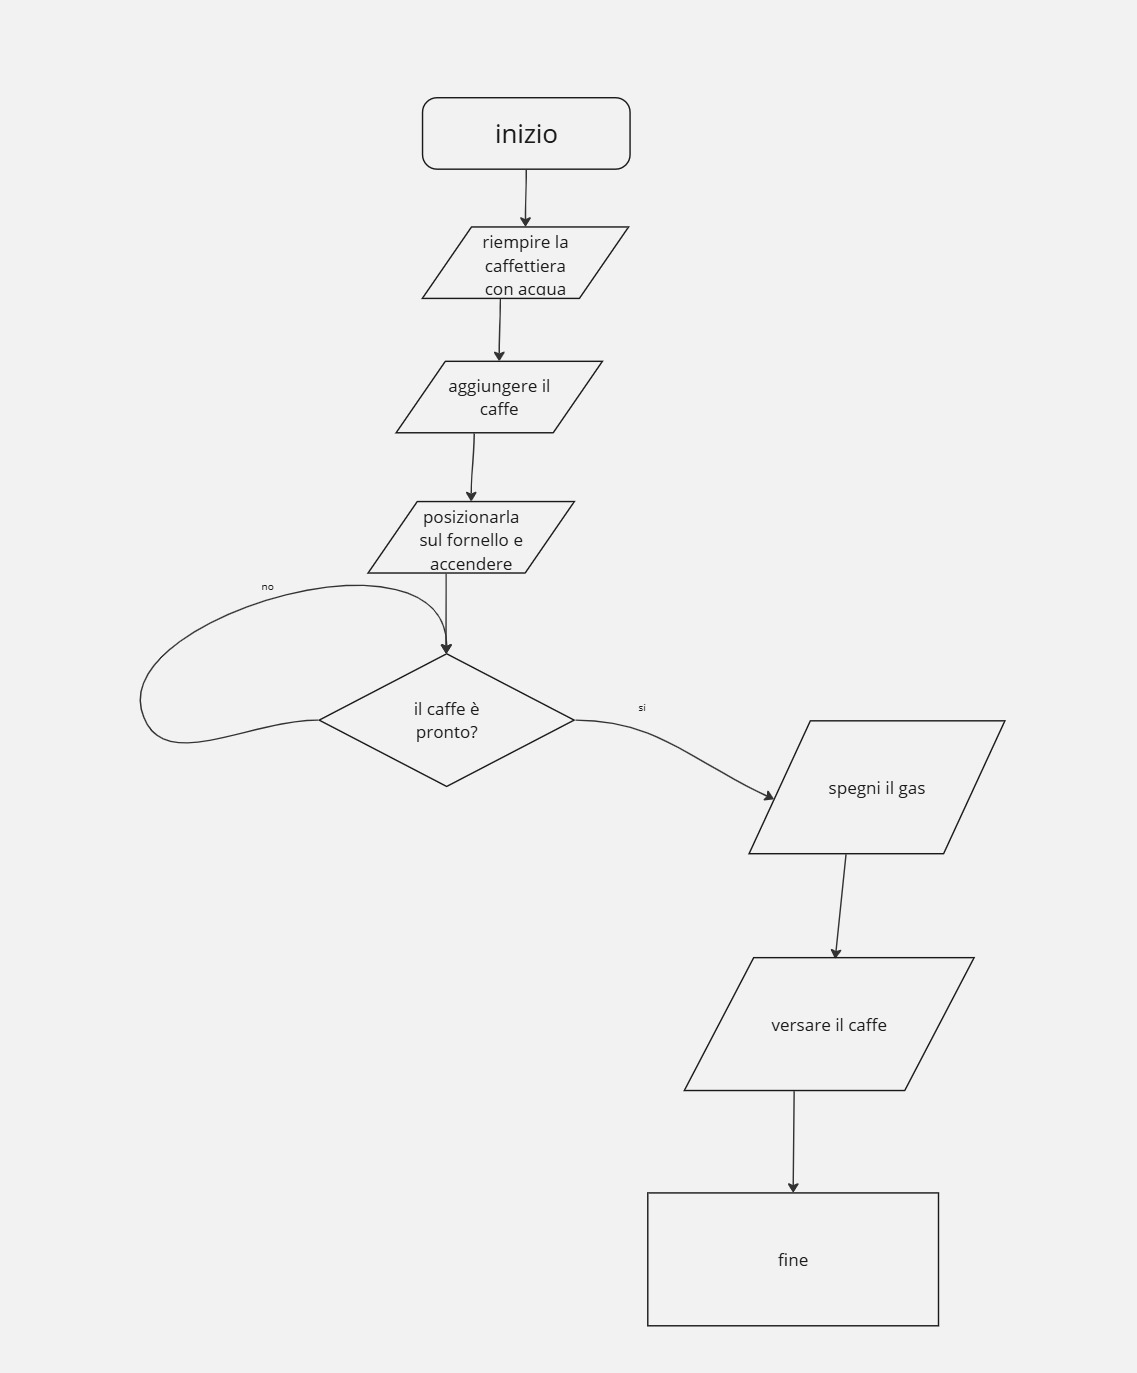 inizio
riempire la
caffettiera
con acqua
aggiungere il
caffe
posizionarla
sul fornello e
accendere
no
il caffe è
pronto?
si
spegni il gas
versare il caffe
fine